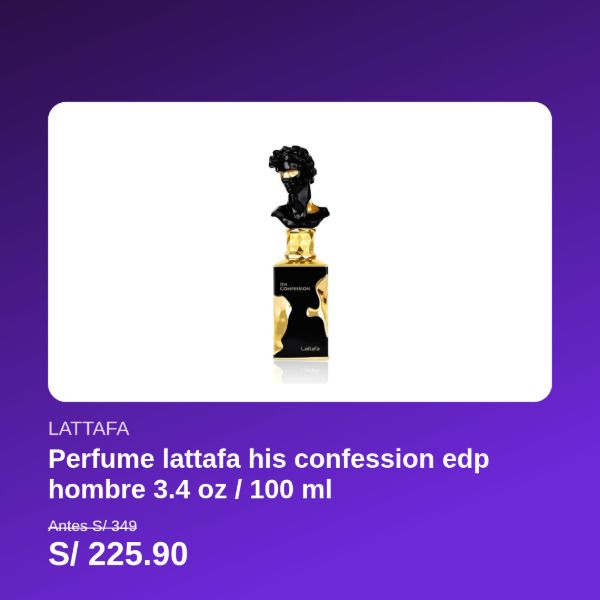 HIS
CONFESSION
Lattafa
LATTAFA
Perfume lattafa his confession edp
hombre 3.4 oz / 100 ml
Antes S/ 349
S/ 225.90